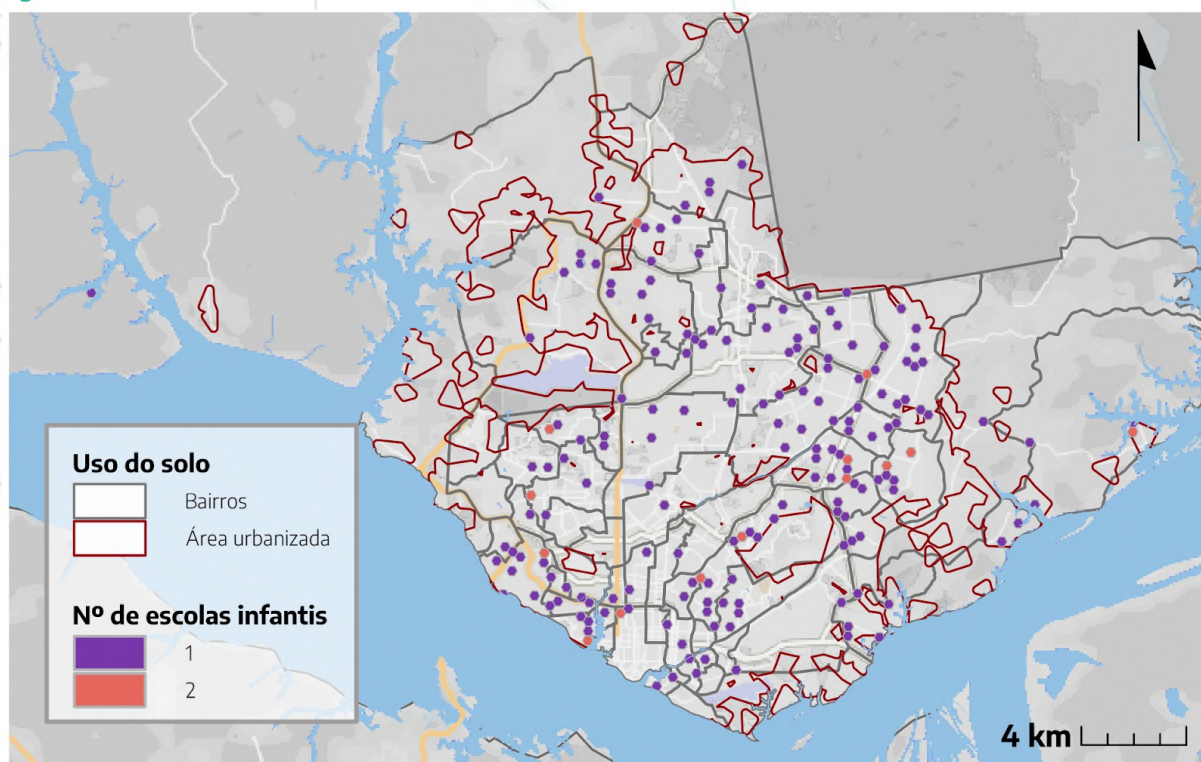 Uso do solo
Bairros
Área urbanizada
Nº de escolas infantis
1
2
4 km